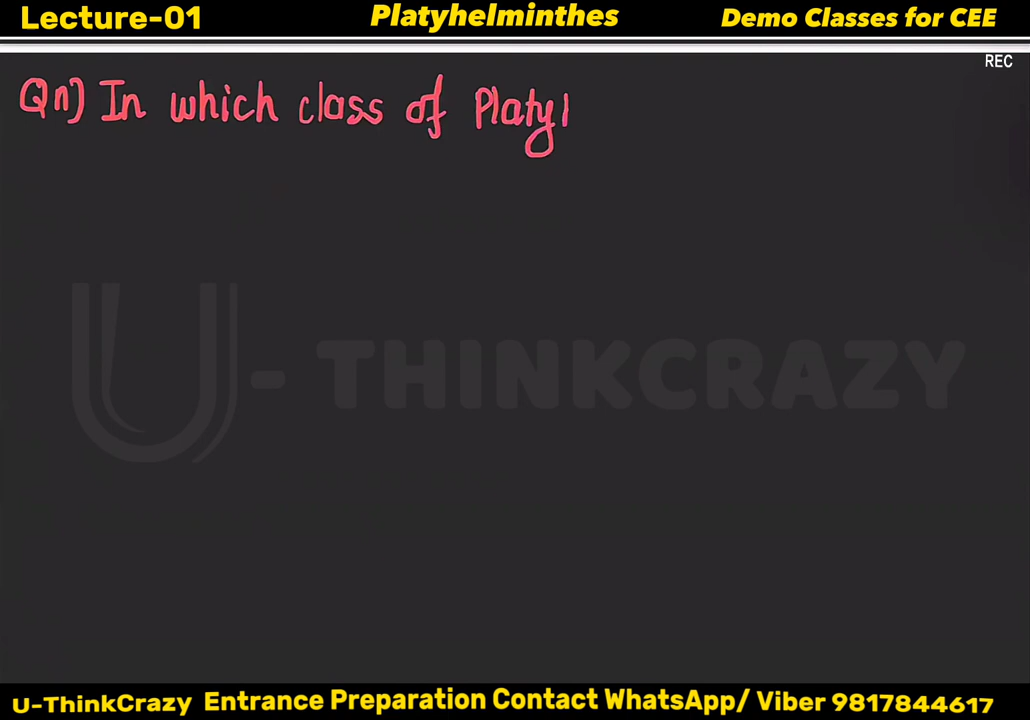 Lecture-01 Platyhelminthes Demo Classes for CEE
REC
Qn) In which class of Platyl
U-THINKCRAZY
U-ThinkCrazy Entrance Preparation Contact WhatsApp/ Viber 9817844617